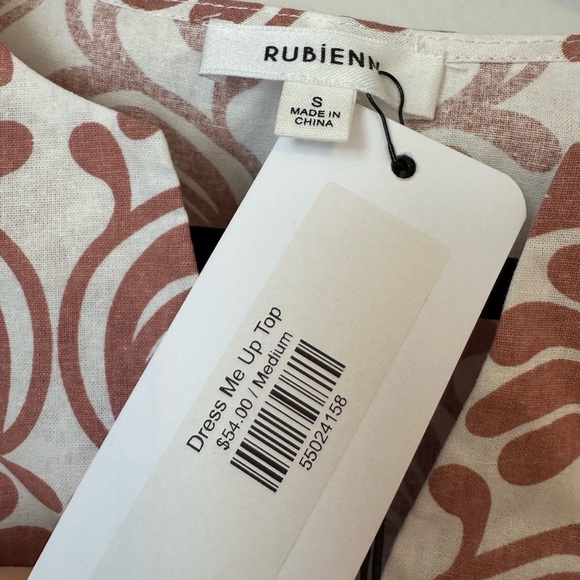 RUBiENN
S
MADE IN
CHINA
Dress Me Up Top
$54.00 / Medium
55024158